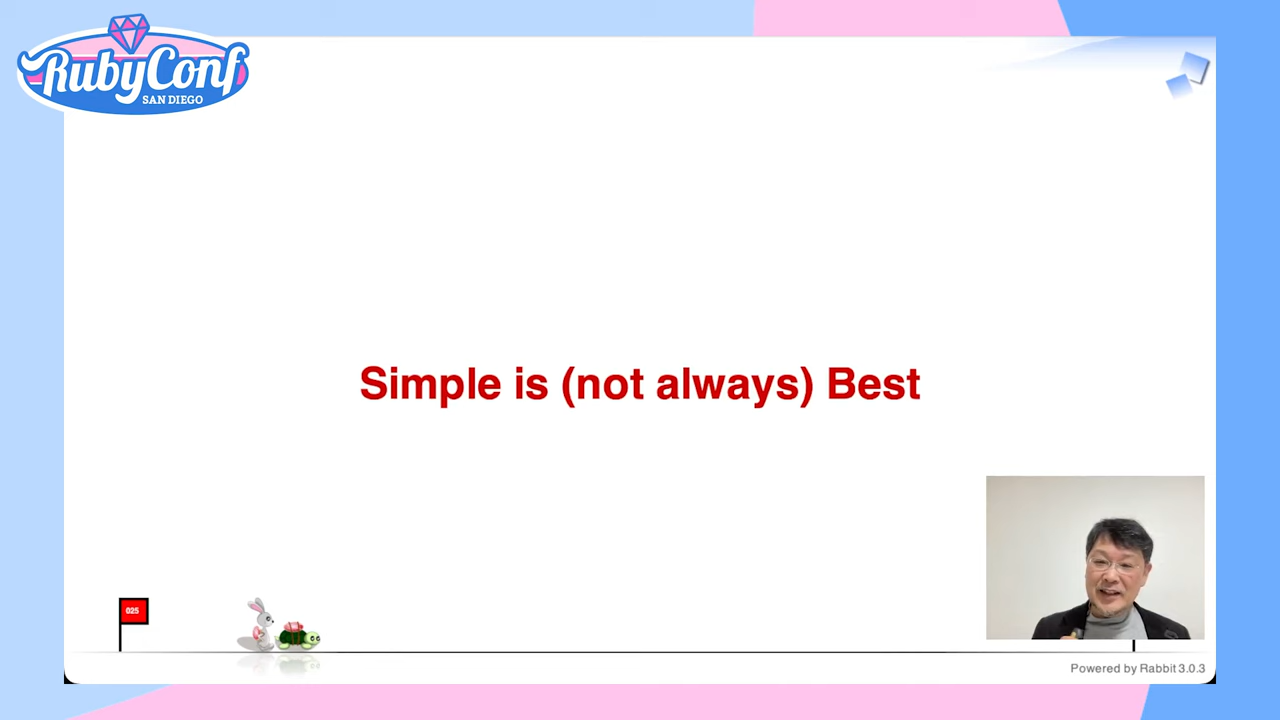 RubyConf
SAN DIEGO
Simple is (not always) Best
025
Powered by Rabbit 3.0.3